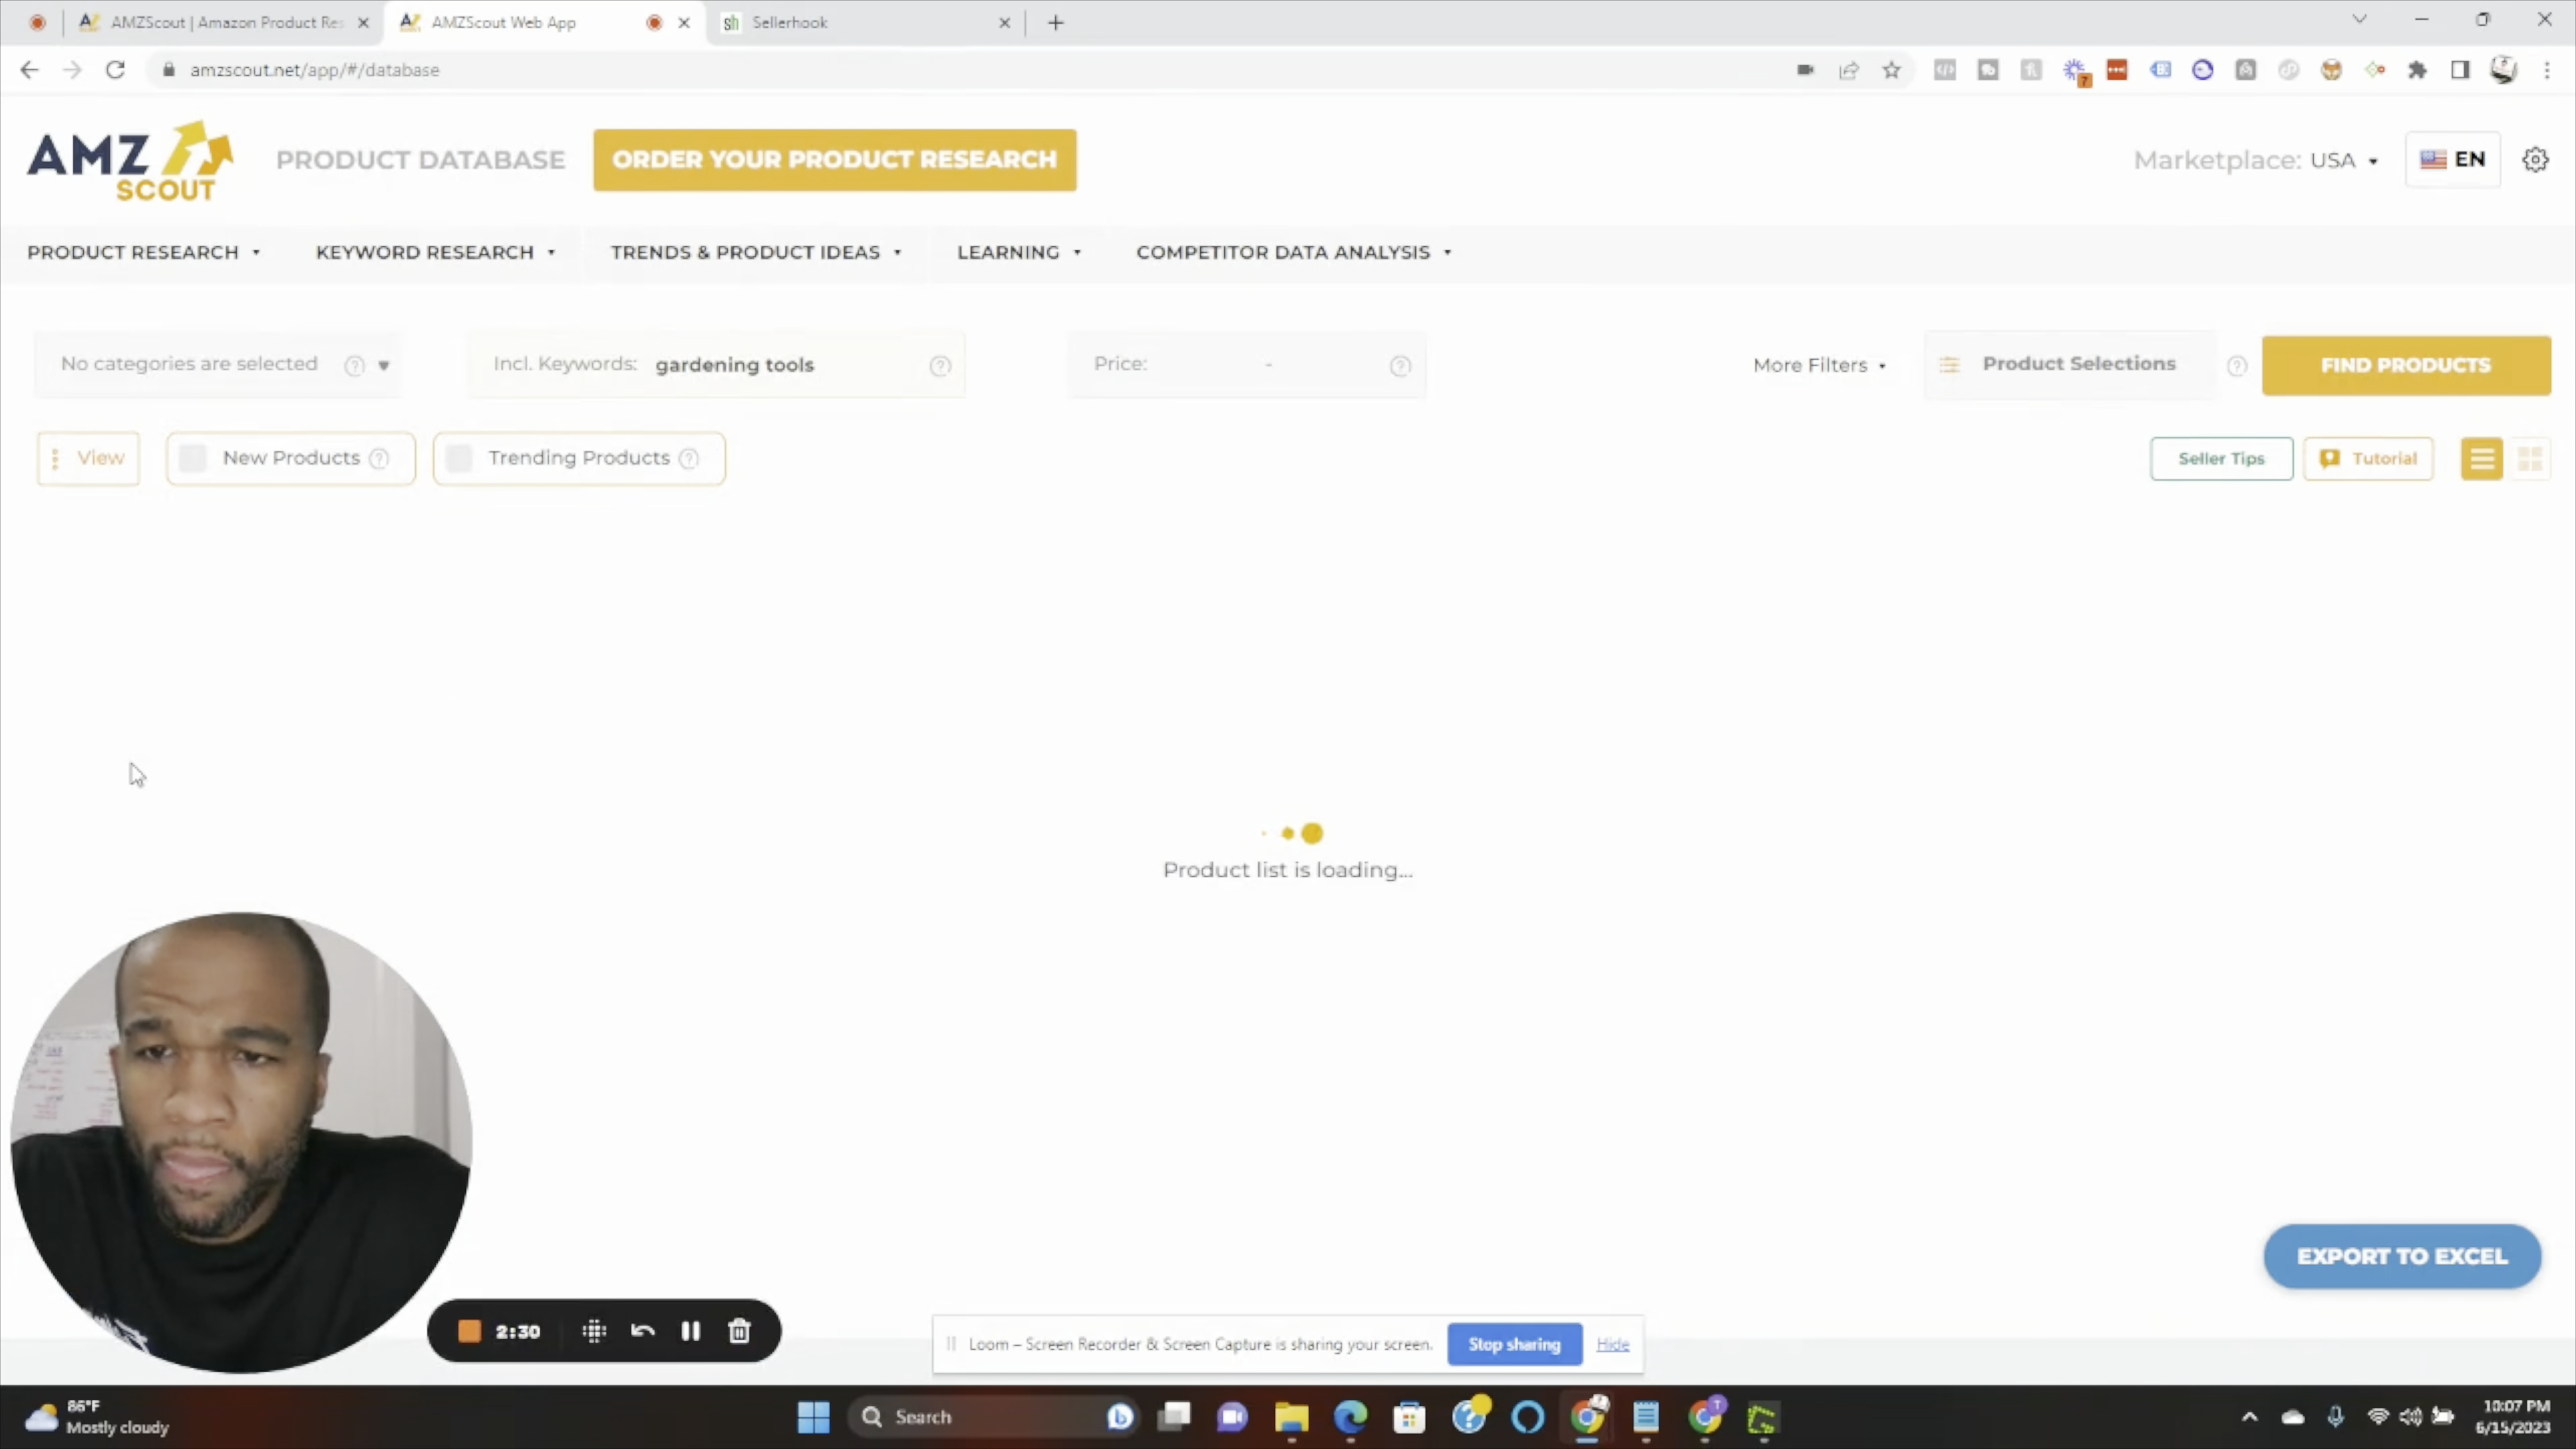 AMZScout | Amazon Product Res
AMZScout Web App
sh Sellerhook
amzscout.net/app/#/database
7
AMZ
SCOUT
PRODUCT DATABASE
ORDER YOUR PRODUCT RESEARCH
Marketplace: USA
EN
PRODUCT RESEARCH
KEYWORD RESEARCH
TRENDS & PRODUCT IDEAS
LEARNING
COMPETITOR DATA ANALYSIS
No categories are selected
Incl. Keywords: gardening tools
Price: -
More Filters
Product Selections
FIND PRODUCTS
View
New Products
Trending Products
Seller Tips
Tutorial
Product list is loading...
EXPORT TO EXCEL
2:30
Loom – Screen Recorder & Screen Capture is sharing your screen.
Stop sharing
Hide
86°F
Mostly cloudy
Search
10:07 PM
6/15/2023